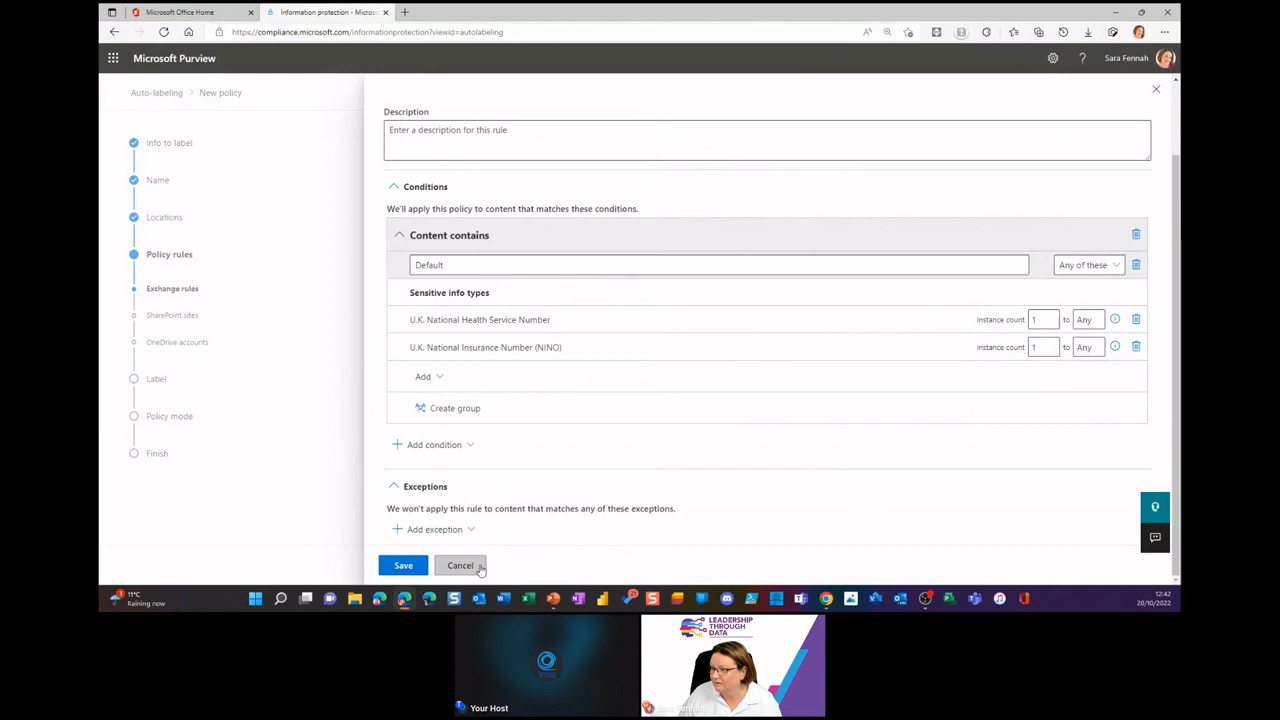 Microsoft Office Home
Information protection - Microso
https://compliance.microsoft.com/informationprotection?viewid=autolabeling
Microsoft Purview
Sara Fennah
Auto-labeling > New policy
Info to label
Name
Locations
Policy rules
Exchange rules
SharePoint sites
OneDrive accounts
Label
Policy mode
Finish
Description
Enter a description for this rule
Conditions
We'll apply this policy to content that matches these conditions.
Content contains
Default
Any of these
Sensitive info types
U.K. National Health Service Number
Instance count 1 to Any
U.K. National Insurance Number (NINO)
Instance count 1 to Any
Add
Create group
Add condition
Exceptions
We won't apply this rule to content that matches any of these exceptions.
Add exception
Save
Cancel
11°C
Raining now
12:42
20/10/2022
LEADERSHIP
THROUGH
DATA
Your Host